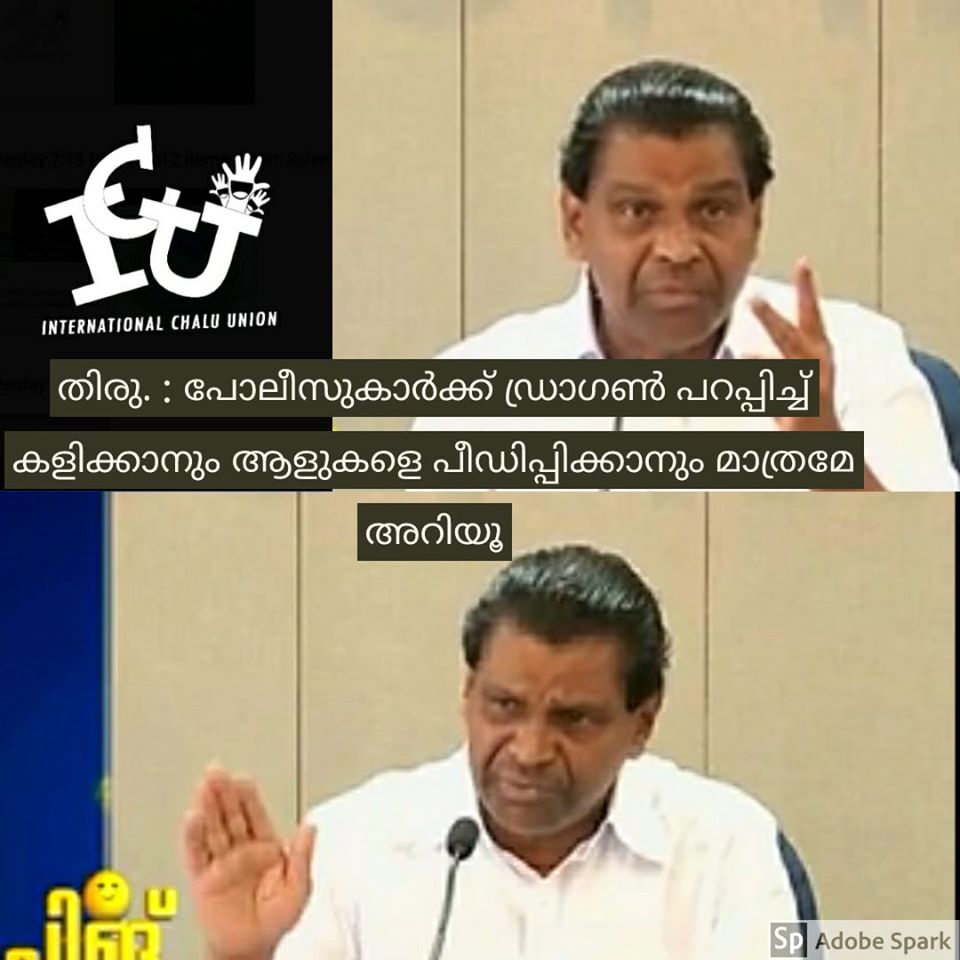 ICU
INTERNATIONAL CHALU UNION
തിരു. : പോലീസുകാർക്ക് ഡ്രാഗൺ പറപ്പിച്ച്
കളിക്കാനും ആളുകളെ പീഡിപ്പിക്കാനും മാത്രമേ
അറിയൂ
Sp Adobe Spark